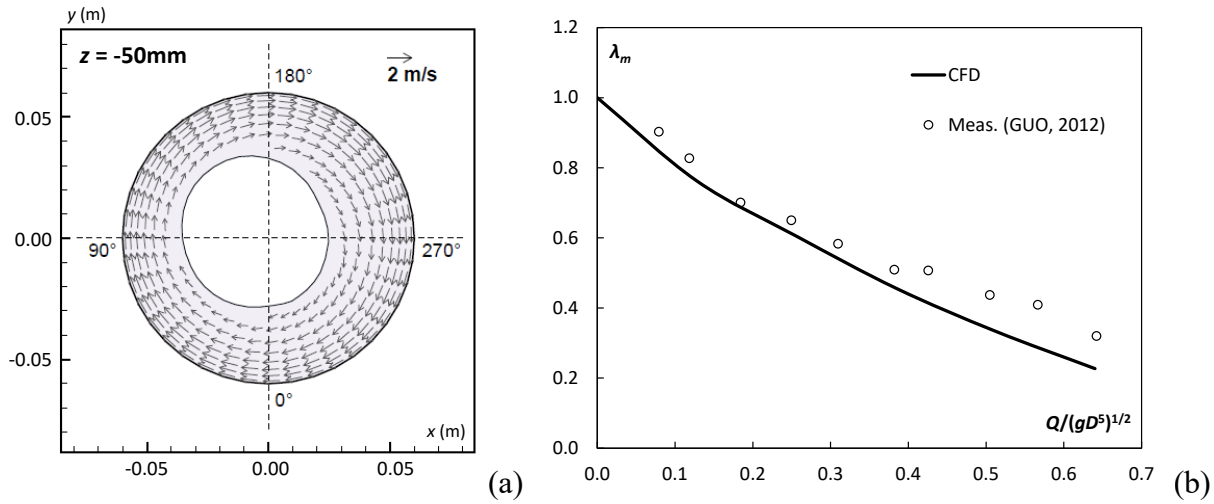 y (m)
z = -50mm
2 m/s
180°
0.05
0.00
90°
270°
-0.05
0°
x (m)
-0.05
0.00
0.05
(a)
1.2
λm
CFD
1.0
Meas. (GUO, 2012)
0.8
0.6
0.4
0.2
Q/(gD⁵)¹/²
0.0
0.0
0.1
0.2
0.3
0.4
0.5
0.6
0.7
(b)